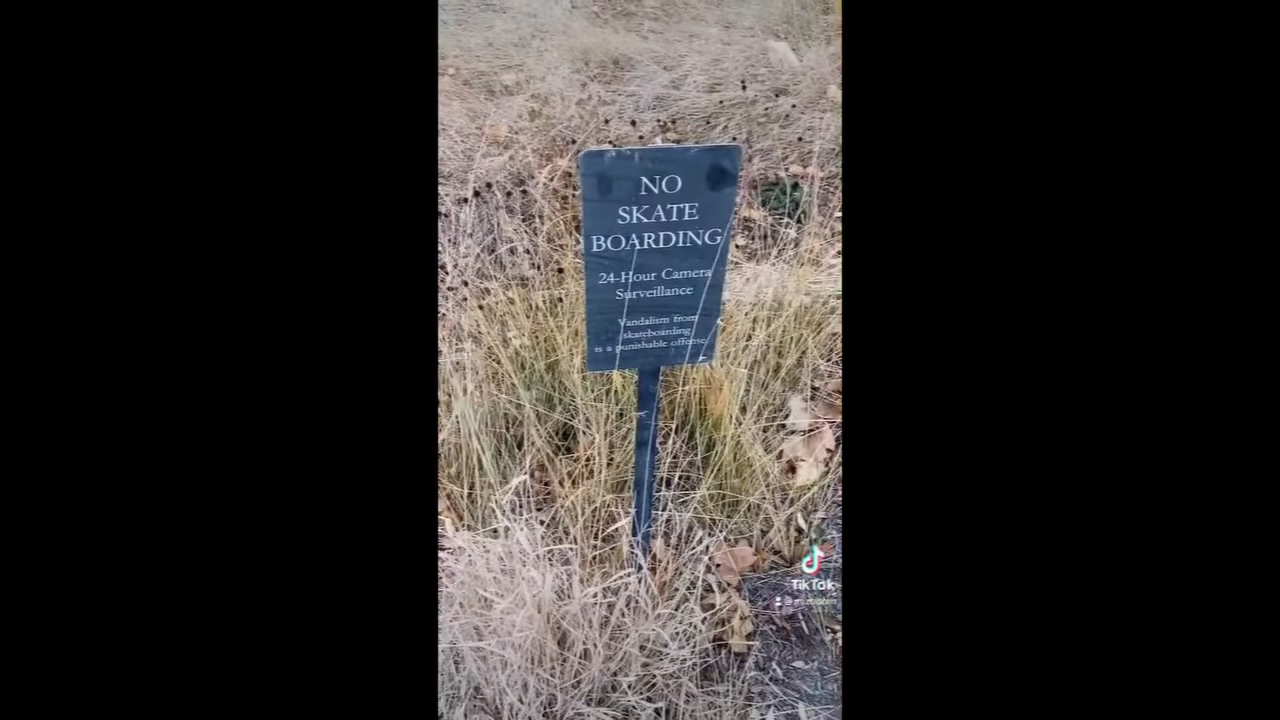 NO
SKATE
BOARDING
24-Hour Camera
Surveillance
Vandalism from
skateboarding
is a punishable offense
TikTok